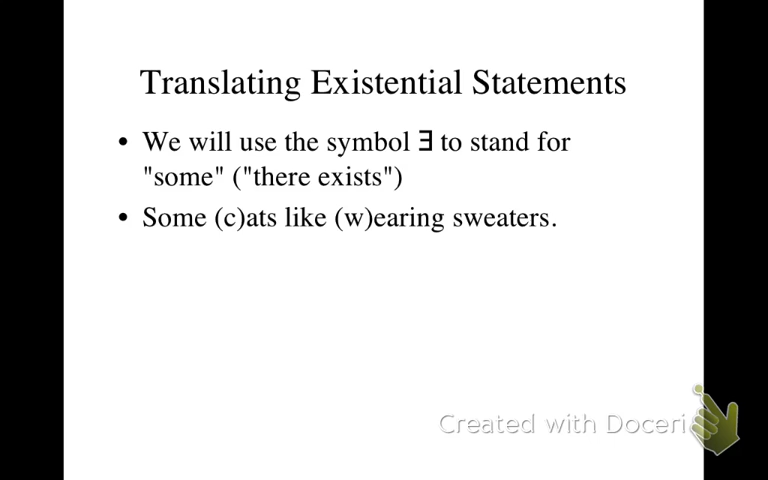 Translating Existential Statements
• We will use the symbol ∃ to stand for
"some" ("there exists")
• Some (c)ats like (w)earing sweaters.
Created with Doceri